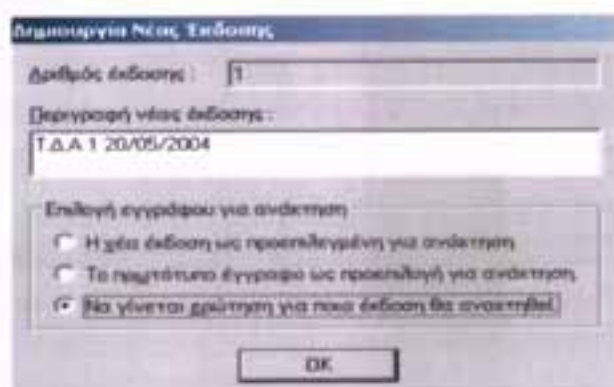 Δημιουργία Νέας Έκδοσης
Αριθμός έκδοσης : 1
Περιγραφή νέας έκδοσης :
Τ.Δ.Α 1 20/05/2004
Επιλογή εγγράφου για ανάκτηση
Η νέα έκδοση ως προεπιλεγμένη για ανάκτηση
Το πρωτότυπο έγγραφο ως προεπιλογή για ανάκτηση.
Να γίνεται ερώτηση για ποια έκδοση θα ανακτηθεί.
OK